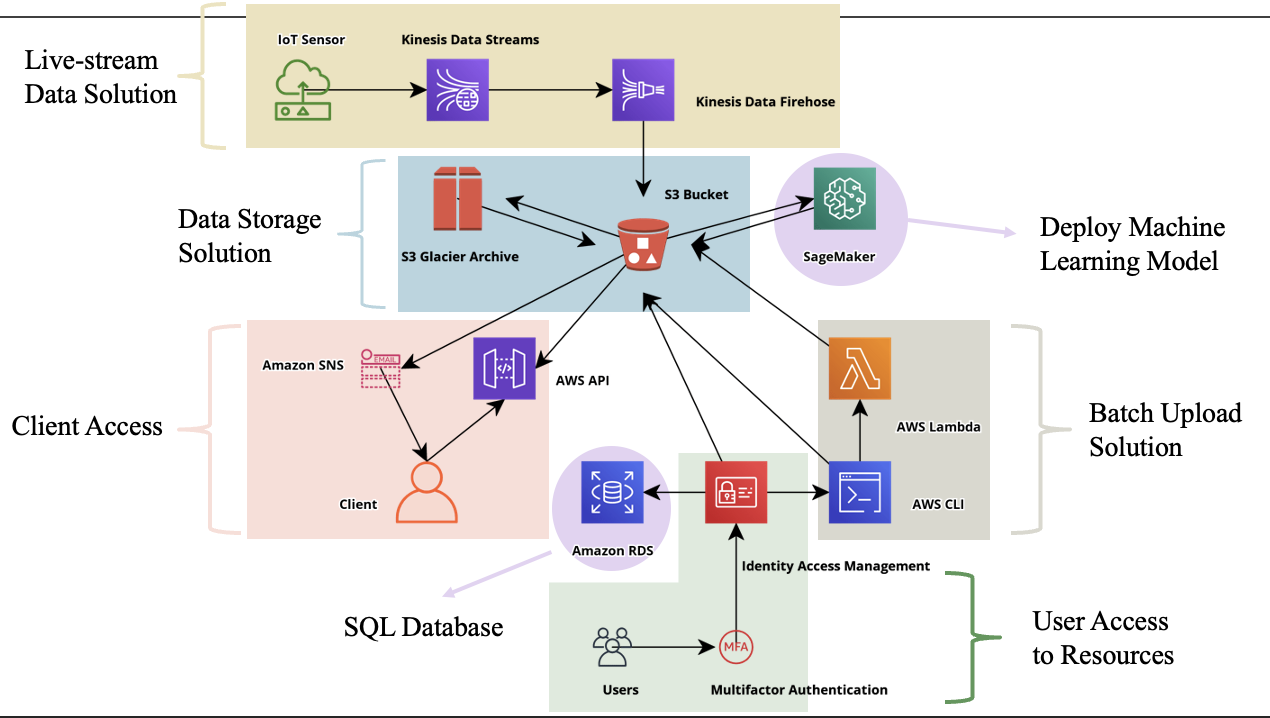 IoT Sensor
Kinesis Data Streams
Live-stream
Data Solution
Kinesis Data Firehose
S3 Bucket
Data Storage
Solution
S3 Glacier Archive
SageMaker
Deploy Machine
Learning Model
Amazon SNS
EMAIL
AWS API
Client Access
Client
AWS Lambda
Batch Upload
Solution
AWS CLI
Amazon RDS
Identity Access Management
SQL Database
User Access
to Resources
MFA
Users
Multifactor Authentication